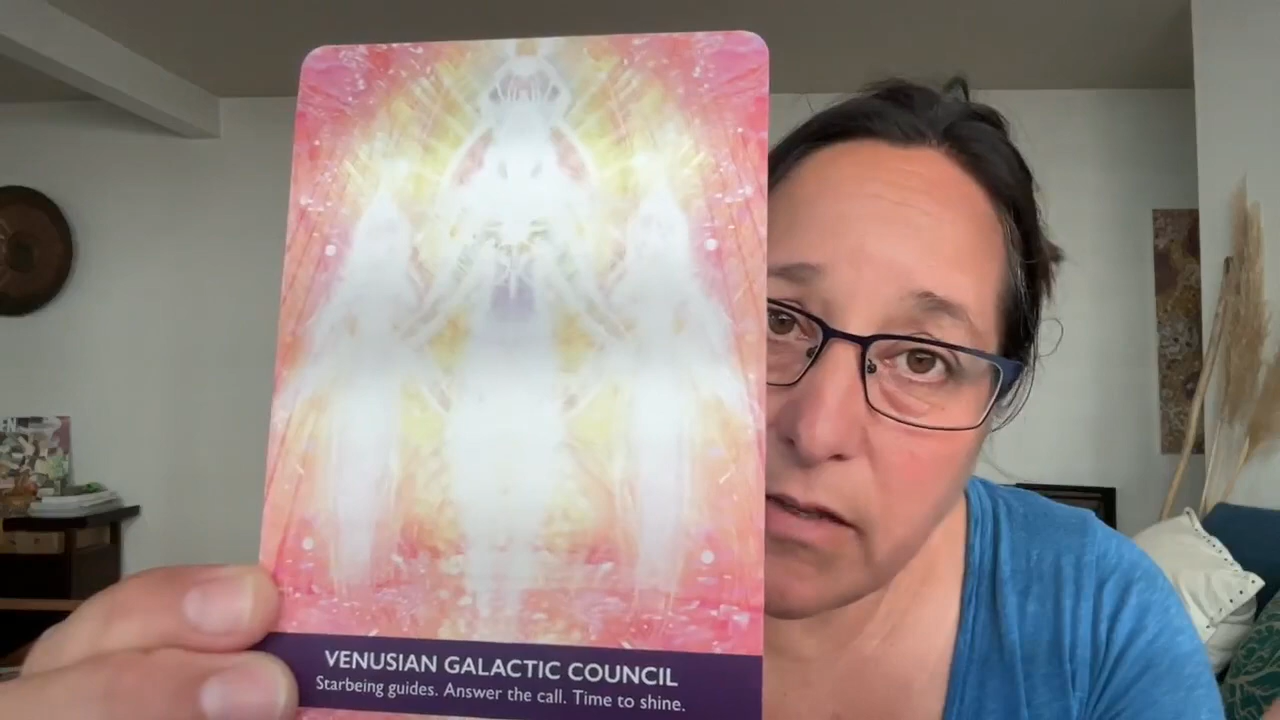 VENUSIAN GALACTIC COUNCIL
Starbeing guides. Answer the call. Time to shine.